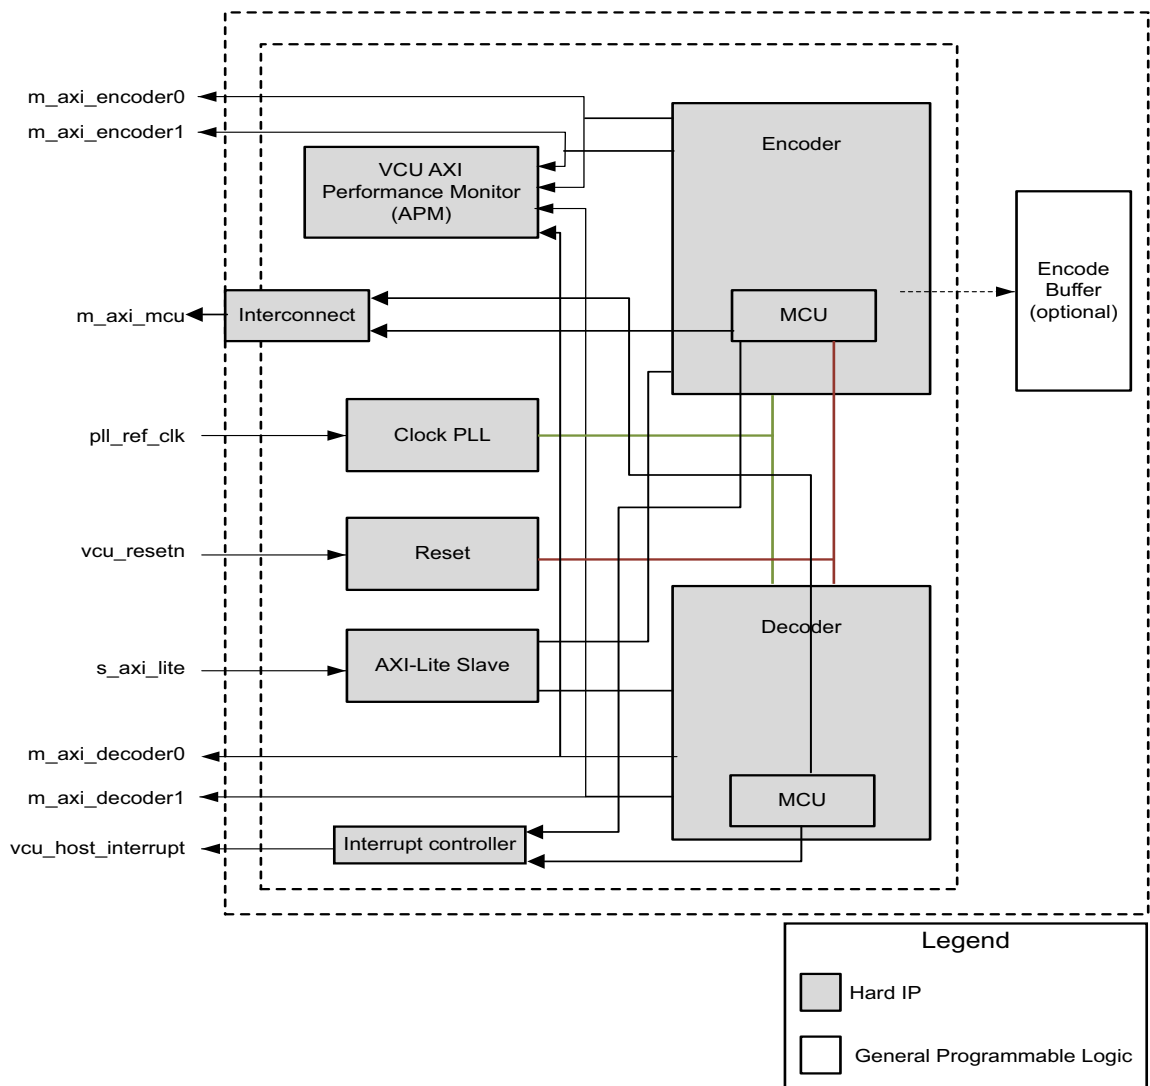 m_axi_encoder0
m_axi_encoder1
VCU AXI
Performance Monitor
(APM)
Encoder
Encode
Buffer
(optional)
m_axi_mcu
Interconnect
MCU
pll_ref_clk
Clock PLL
vcu_resetn
Reset
Decoder
s_axi_lite
AXI-Lite Slave
m_axi_decoder0
m_axi_decoder1
MCU
vcu_host_interrupt
Interrupt controller
Legend
Hard IP
General Programmable Logic